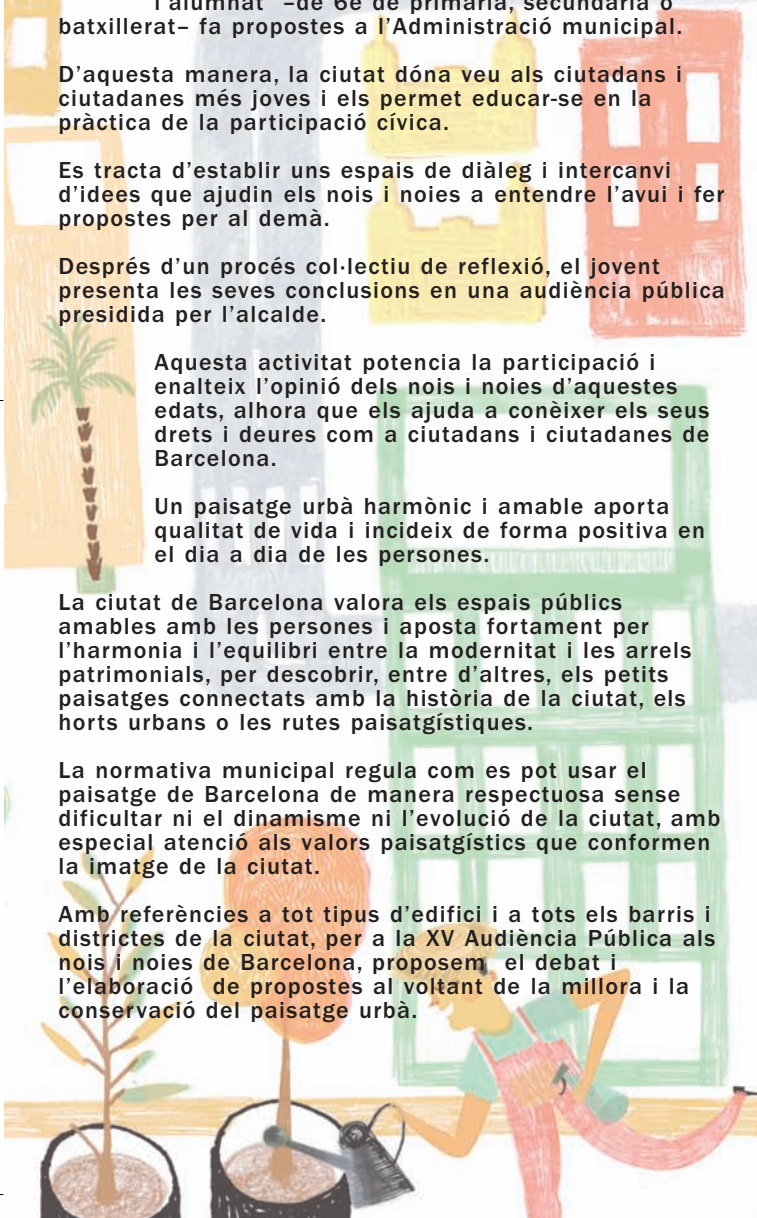 l'alumnat –de 6è de primària, secundària o
batxillerat– fa propostes a l'Administració municipal.
D'aquesta manera, la ciutat dóna veu als ciutadans i
ciutadanes més joves i els permet educar-se en la
pràctica de la participació cívica.
Es tracta d'establir uns espais de diàleg i intercanvi
d'idees que ajudin els nois i noies a entendre l'avui i fer
propostes per al demà.
Després d'un procés col·lectiu de reflexió, el jovent
presenta les seves conclusions en una audiència pública
presidida per l'alcalde.
Aquesta activitat potencia la participació i
enalteix l'opinió dels nois i noies d'aquestes
edats, alhora que els ajuda a conèixer els seus
drets i deures com a ciutadans i ciutadanes de
Barcelona.
Un paisatge urbà harmònic i amable aporta
qualitat de vida i incideix de forma positiva en
el dia a dia de les persones.
La ciutat de Barcelona valora els espais públics
amables amb les persones i aposta fortament per
l'harmonia i l'equilibri entre la modernitat i les arrels
patrimonials, per descobrir, entre d'altres, els petits
paisatges connectats amb la història de la ciutat, els
horts urbans o les rutes paisatgístiques.
La normativa municipal regula com es pot usar el
paisatge de Barcelona de manera respectuosa sense
dificultar ni el dinamisme ni l'evolució de la ciutat, amb
especial atenció als valors paisatgístics que conformen
la imatge de la ciutat.
Amb referències a tot tipus d'edifici i a tots els barris i
districtes de la ciutat, per a la XV Audiència Pública als
nois i noies de Barcelona, proposem el debat i
l'elaboració de propostes al voltant de la millora i la
conservació del paisatge urbà.